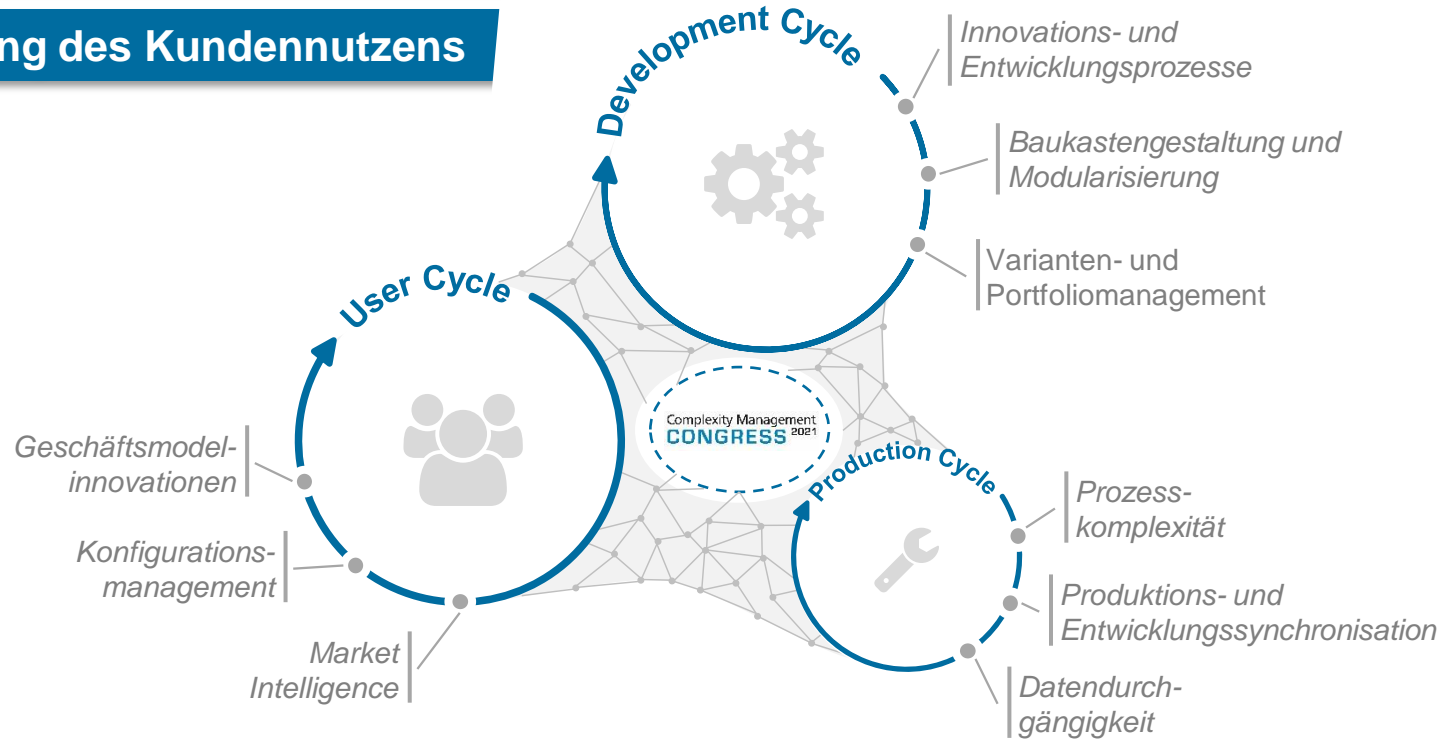 ng des Kundennutzens
Development Cycle
Innovations- und
Entwicklungsprozesse
Baukastengestaltung und
Modularisierung
Varianten- und
Portfoliomanagement
User Cycle
Geschäftsmodel-
innovationen
Konfigurations-
management
Market
Intelligence
Complexity Management
CONGRESS 2021
Production Cycle
Prozess-
komplexität
Produktions- und
Entwicklungssynchronisation
Datendurch-
gängigkeit